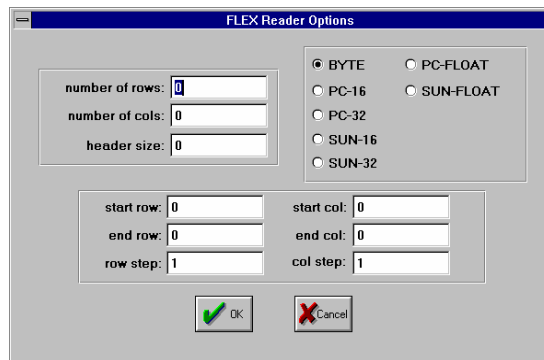 FLEX Reader Options
number of rows: 0
number of cols: 0
header size: 0
BYTE PC-FLOAT
PC-16 SUN-FLOAT
PC-32
SUN-16
SUN-32
start row: 0 start col: 0
end row: 0 end col: 0
row step: 1 col step: 1
OK Cancel